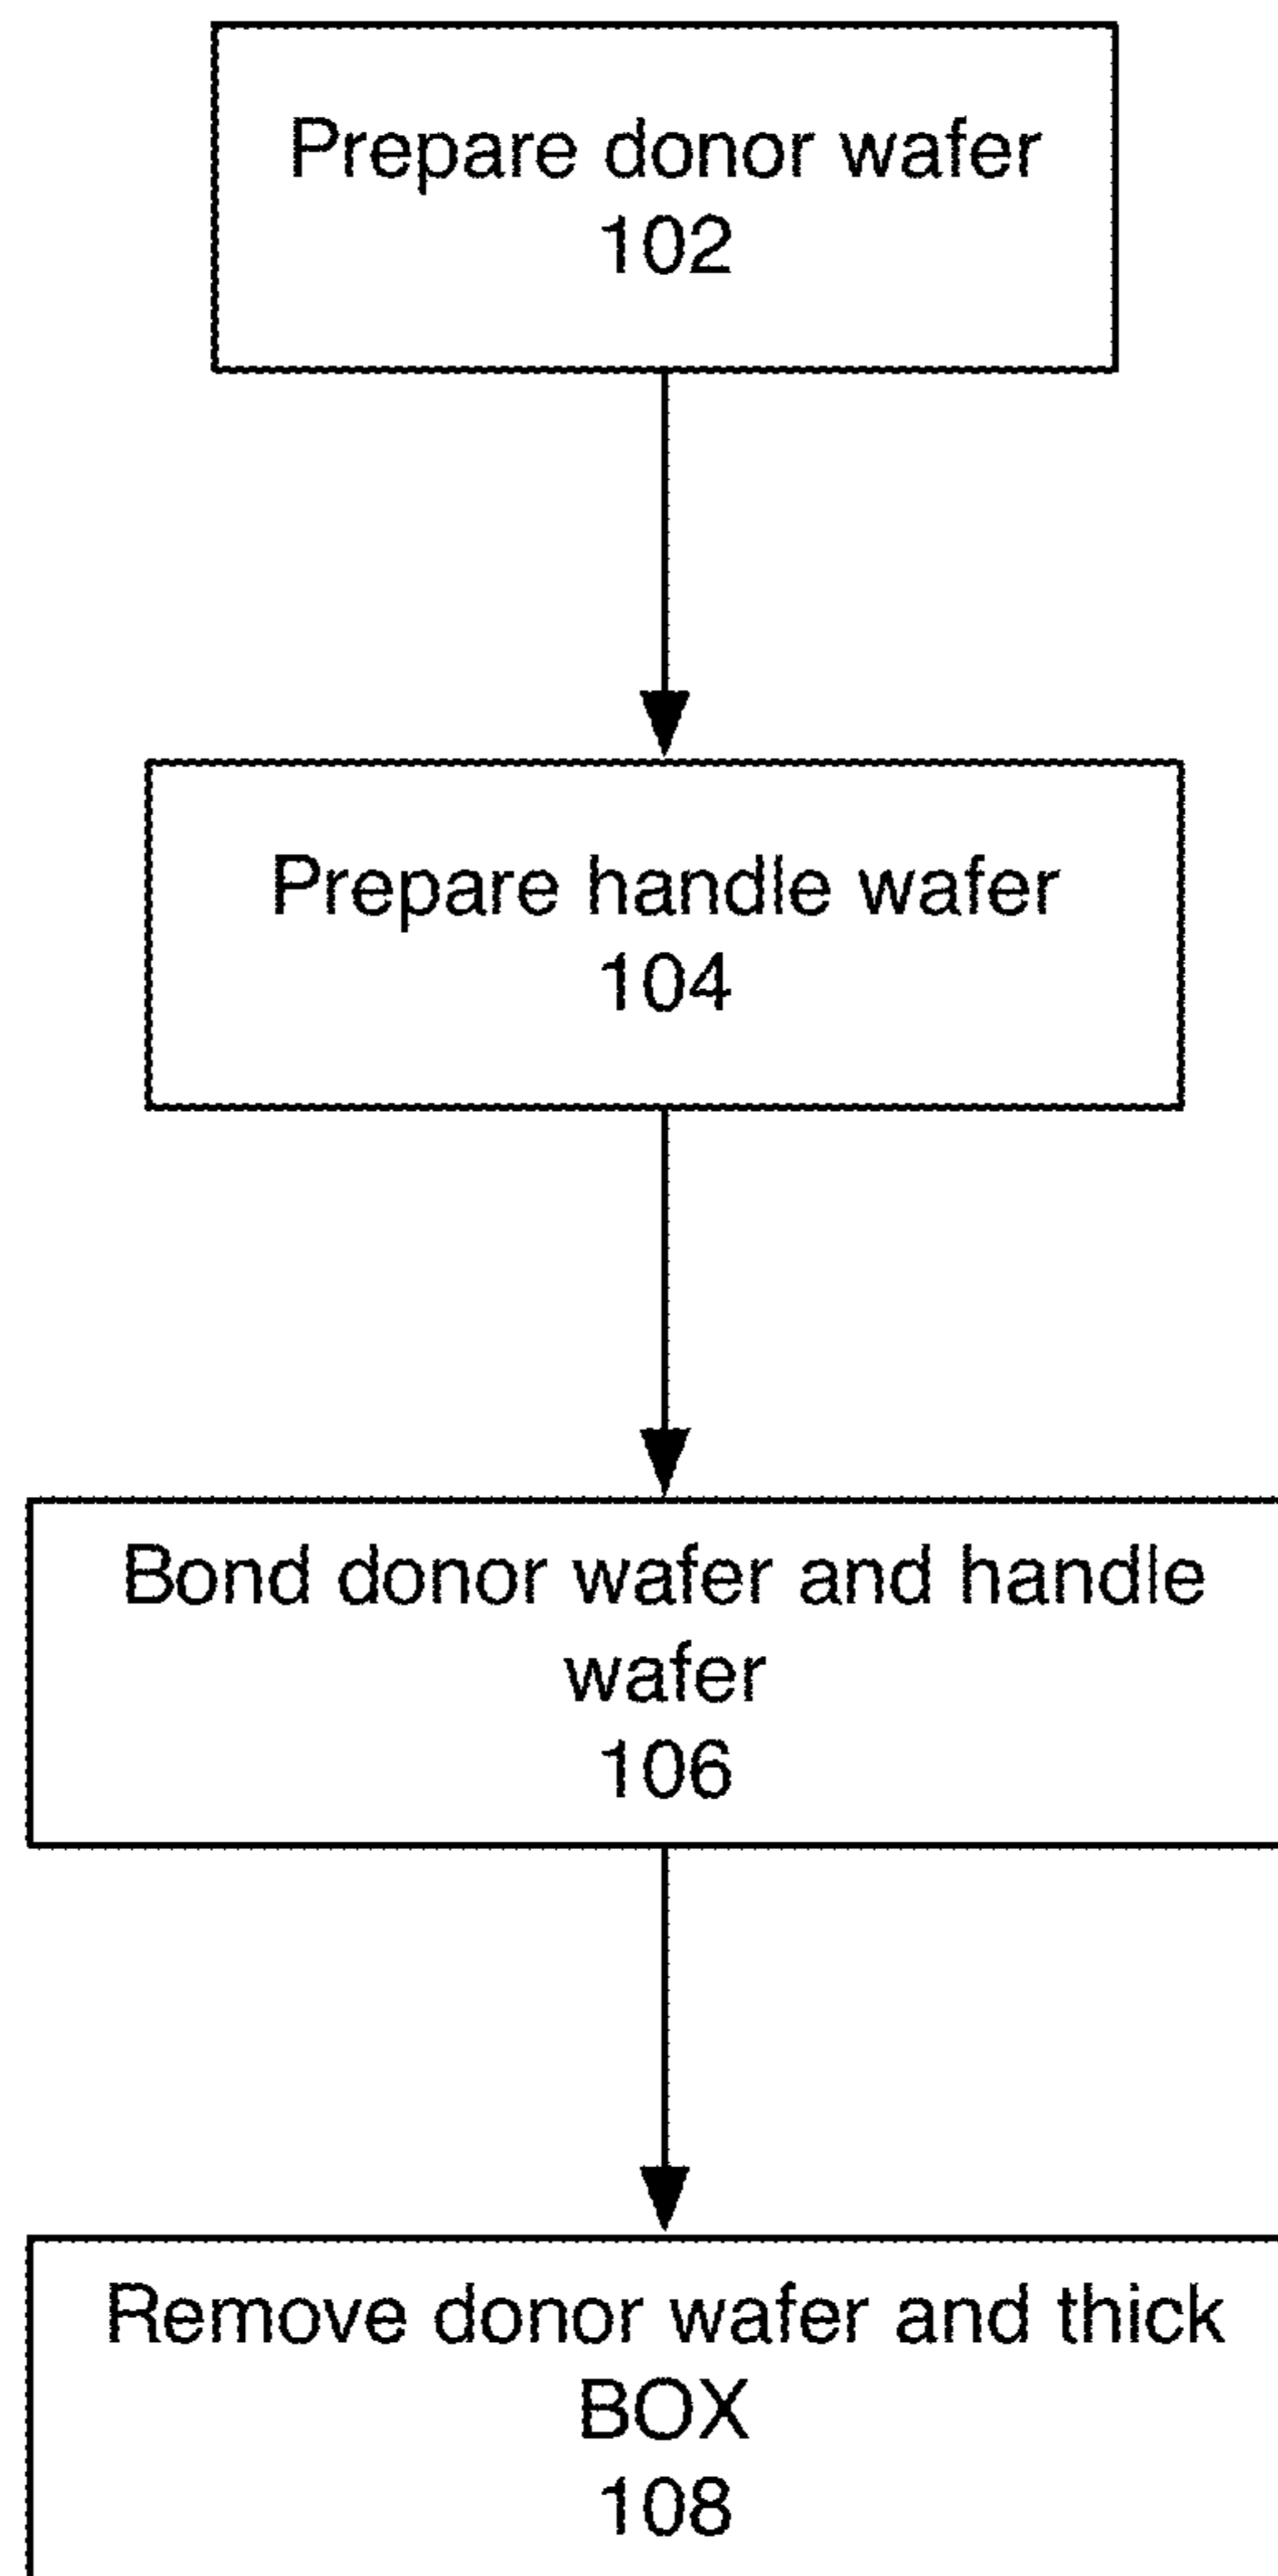 Prepare donor wafer
102
Prepare handle wafer
104
Bond donor wafer and handle
wafer
106
Remove donor wafer and thick
BOX
108